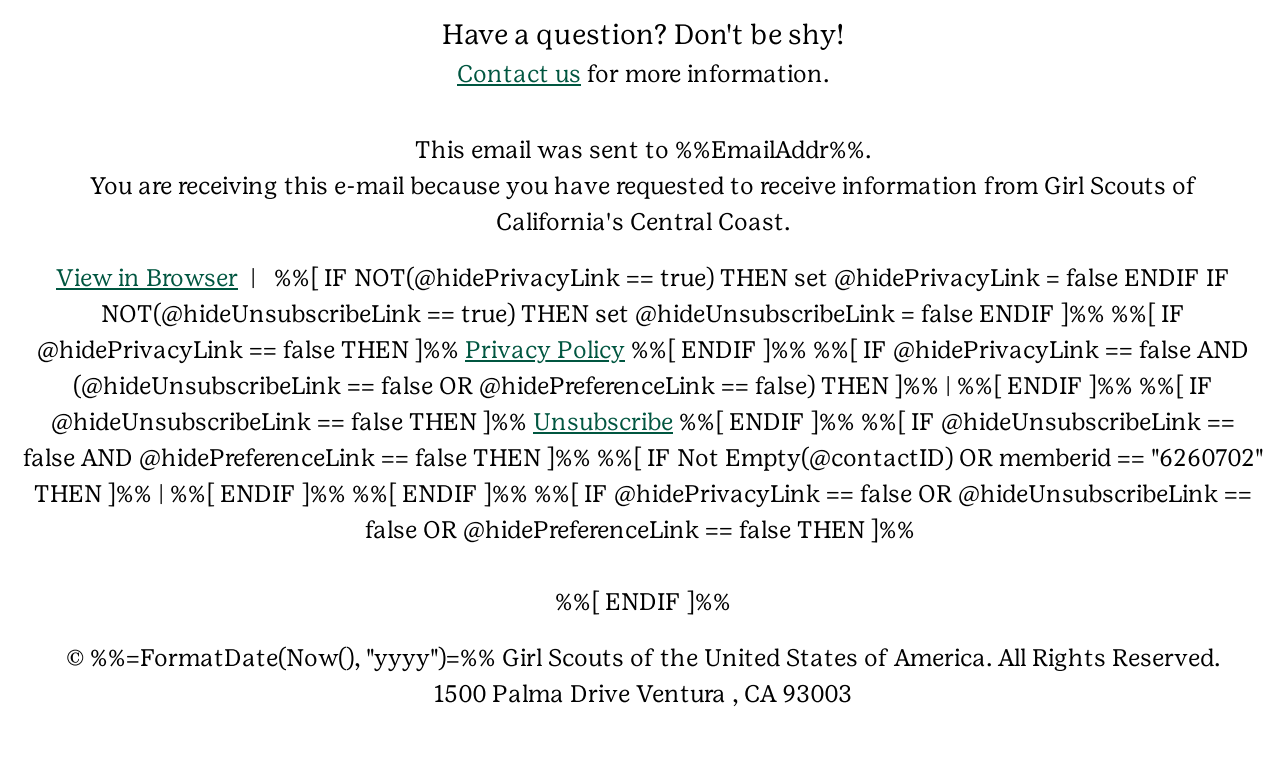 Have a question? Don't be shy!
Contact us for more information.
This email was sent to %%EmailAddr%%.
You are receiving this e-mail because you have requested to receive information from Girl Scouts of
California's Central Coast.
View in Browser | %%[ IF NOT(@hidePrivacyLink == true) THEN set @hidePrivacyLink = false ENDIF IF
NOT(@hideUnsubscribeLink == true) THEN set @hideUnsubscribeLink = false ENDIF ]%% %%[ IF
@hidePrivacyLink == false THEN ]%% Privacy Policy %%[ ENDIF ]%% %%[ IF @hidePrivacyLink == false AND
(@hideUnsubscribeLink == false OR @hidePreferenceLink == false) THEN ]%% | %%[ ENDIF ]%% %%[ IF
@hideUnsubscribeLink == false THEN ]%% Unsubscribe %%[ ENDIF ]%% %%[ IF @hideUnsubscribeLink ==
false AND @hidePreferenceLink == false THEN ]%% %%[ IF Not Empty(@contactID) OR memberid == "6260702"
THEN ]%% | %%[ ENDIF ]%% %%[ ENDIF ]%% %%[ IF @hidePrivacyLink == false OR @hideUnsubscribeLink ==
false OR @hidePreferenceLink == false THEN ]%%
%%[ ENDIF ]%%
© %%=FormatDate(Now(), "yyyy")=%% Girl Scouts of the United States of America. All Rights Reserved.
1500 Palma Drive Ventura , CA 93003